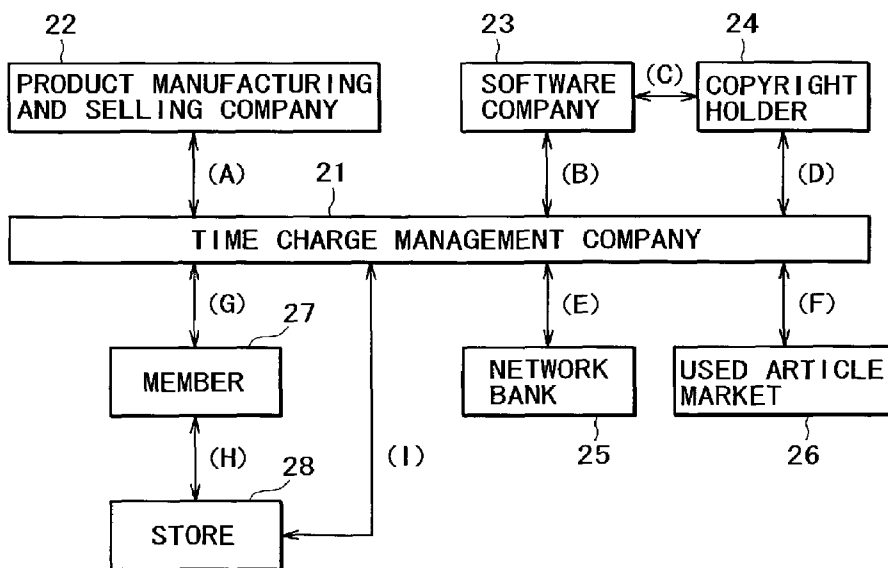 22
PRODUCT MANUFACTURING
AND SELLING COMPANY
23
SOFTWARE
COMPANY
(C)
24
COPYRIGHT
HOLDER
(A)
(B)
(D)
21
TIME CHARGE MANAGEMENT COMPANY
(G)
(E)
(F)
27
MEMBER
NETWORK
BANK
25
USED ARTICLE
MARKET
26
(H)
(I)
28
STORE